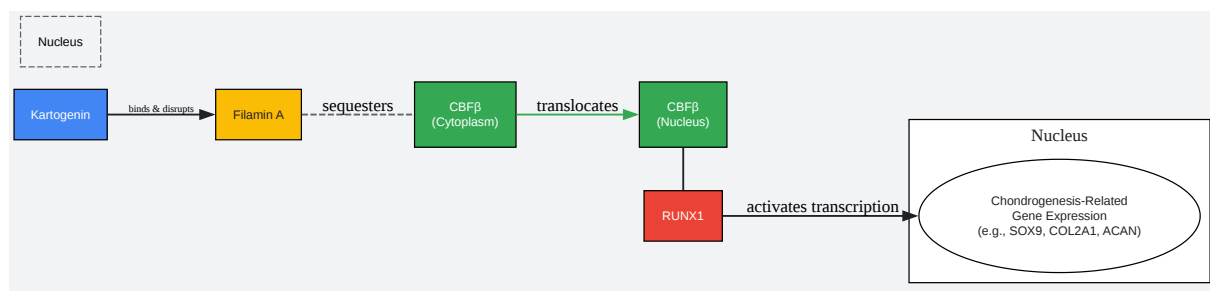 Nucleus
Kartogenin
binds & disrupts
Filamin A
sequesters
CBFβ
(Cytoplasm)
translocates
CBFβ
(Nucleus)
RUNX1
activates transcription
Nucleus
Chondrogenesis-Related
Gene Expression
(e.g., SOX9, COL2A1, ACAN)